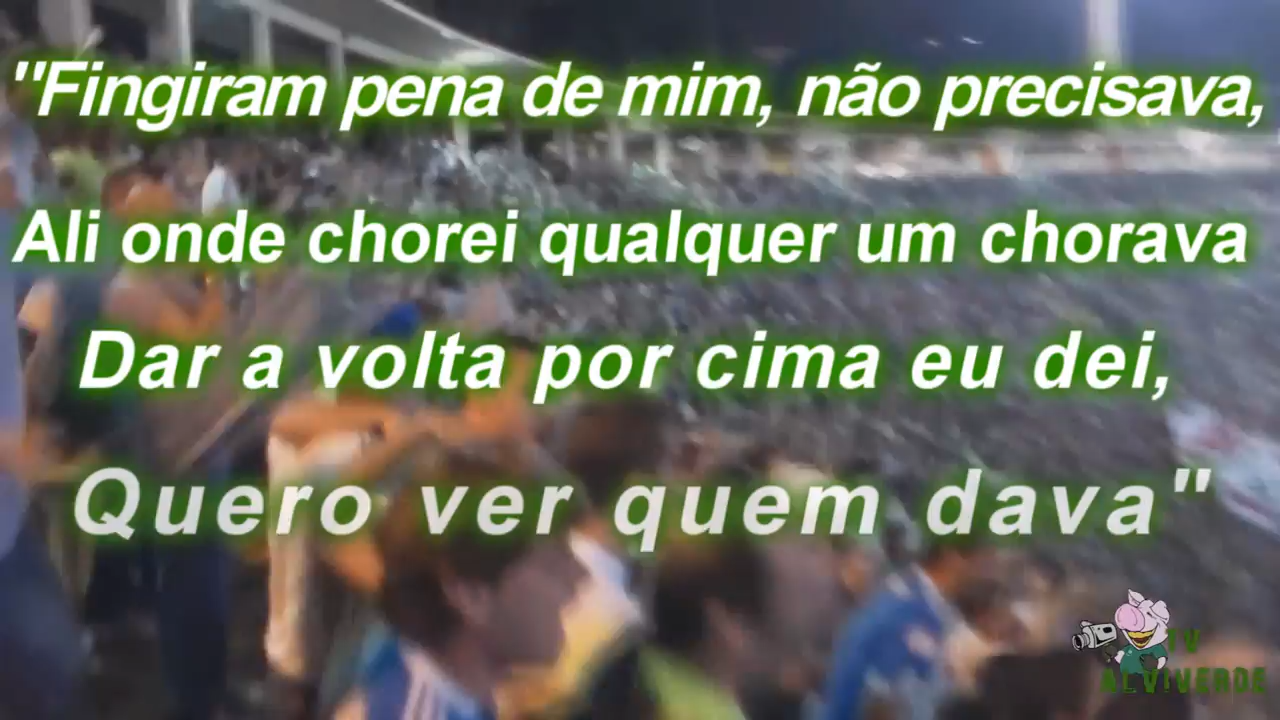 "Fingiram pena de mim, não precisava,
Ali onde chorei qualquer um chorava
Dar a volta por cima eu dei,
Quero ver quem dava"
TV
ALVIVERDE